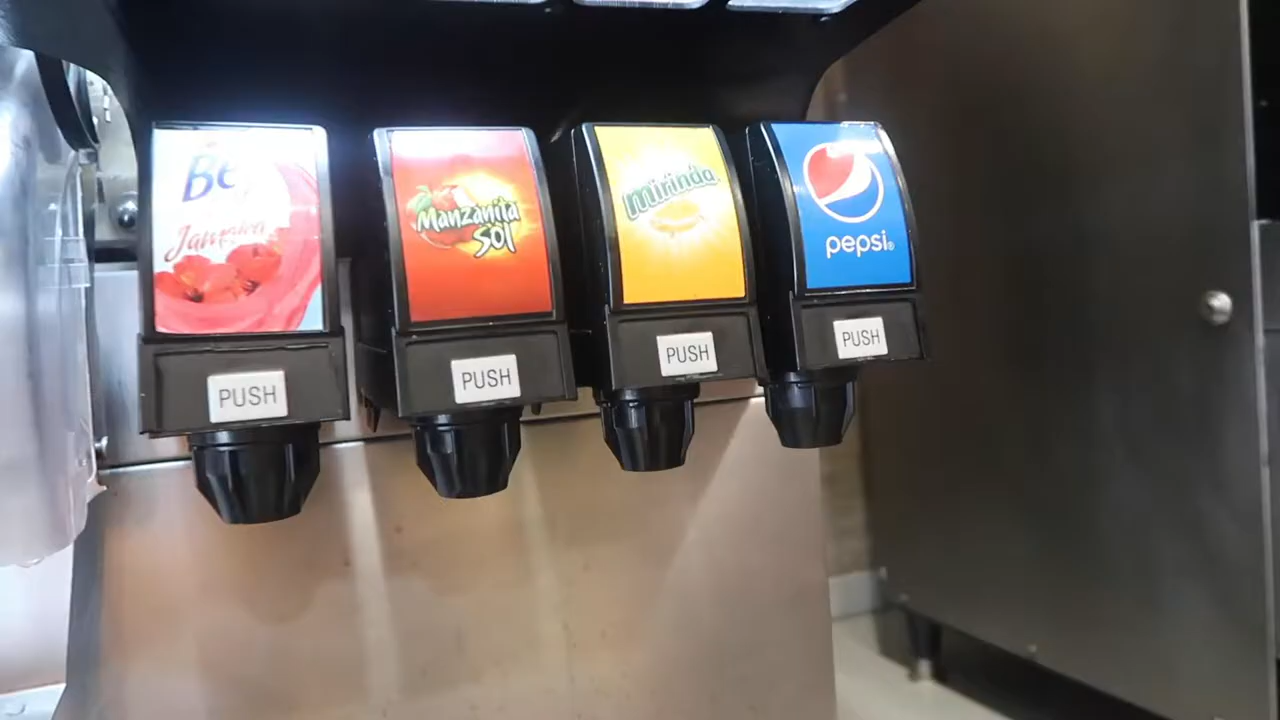 Be
Jamaica
PUSH
Manzanita
Sol
PUSH
mirinda
PUSH
pepsi®
PUSH